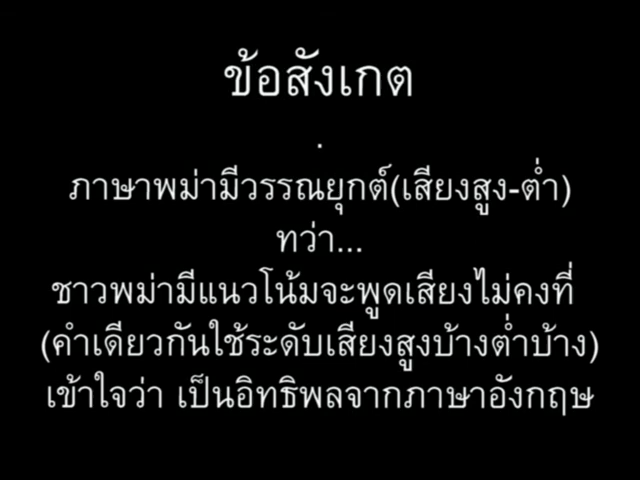 ข้อสังเกต
.
ภาษาพม่ามีวรรณยุกต์(เสียงสูง-ต่ำ)
ทว่า...
ชาวพม่ามีแนวโน้มจะพูดเสียงไม่คงที่
(คำเดียวกันใช้ระดับเสียงสูงบ้างต่ำบ้าง)
เข้าใจว่า เป็นอิทธิพลจากภาษาอังกฤษ